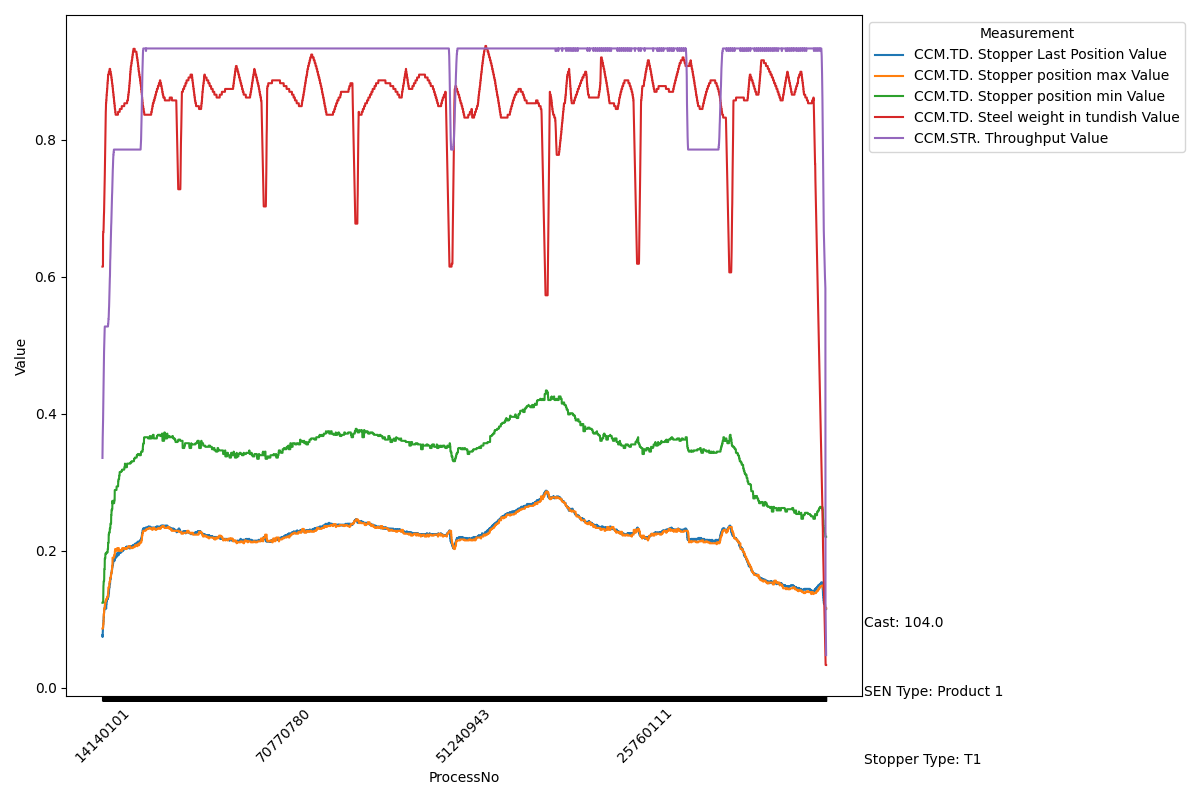 Measurement
CCM.TD. Stopper Last Position Value
CCM.TD. Stopper position max Value
CCM.TD. Stopper position min Value
CCM.TD. Steel weight in tundish Value
CCM.STR. Throughput Value
0.8
0.6
0.4
0.2
0.0
Value
14140101
70770780
51240943
25760111
ProcessNo
Cast: 104.0
SEN Type: Product 1
Stopper Type: T1